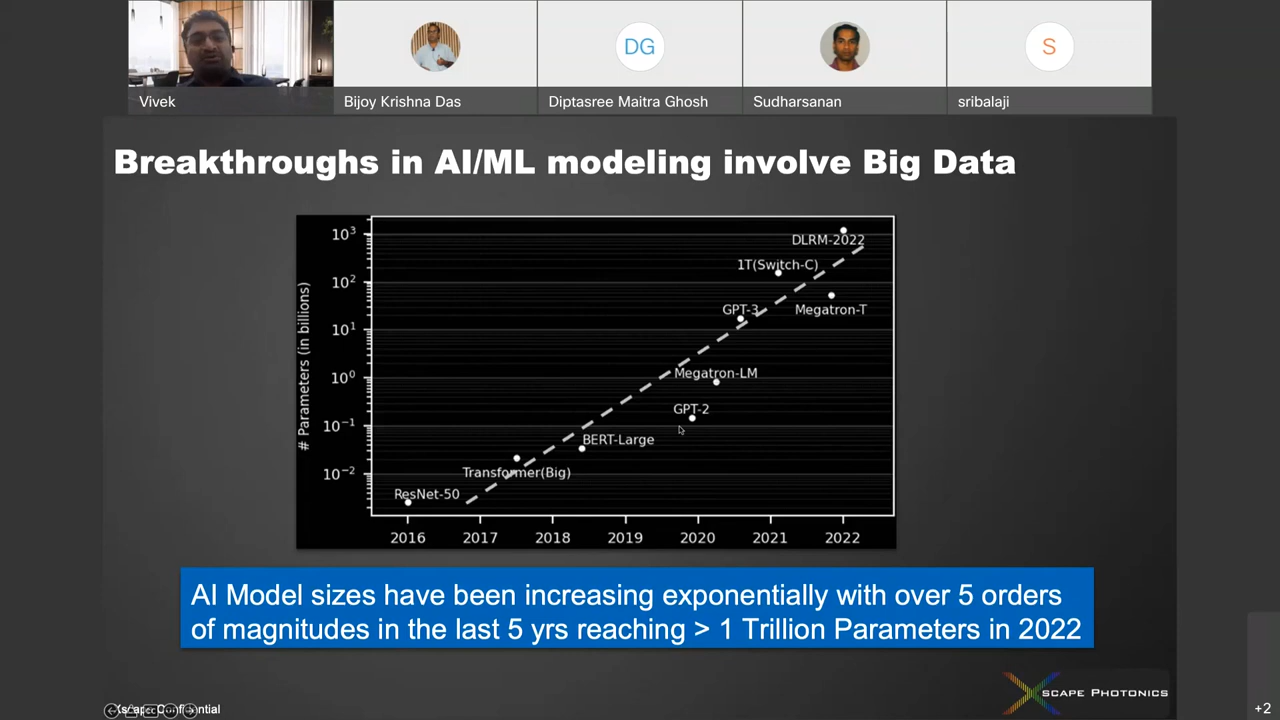 DG
S
Vivek
Bijoy Krishna Das
Diptasree Maitra Ghosh
Sudharsanan
sribalaji
Breakthroughs in AI/ML modeling involve Big Data
# Parameters (in billions)
10³
10²
10¹
10⁰
10⁻¹
10⁻²
DLRM-2022
1T(Switch-C)
GPT-3
Megatron-T
Megatron-LM
GPT-2
BERT-Large
Transformer(Big)
ResNet-50
2016 2017 2018 2019 2020 2021 2022
AI Model sizes have been increasing exponentially with over 5 orders
of magnitudes in the last 5 yrs reaching > 1 Trillion Parameters in 2022
XSCAPE PHOTONICS
+2